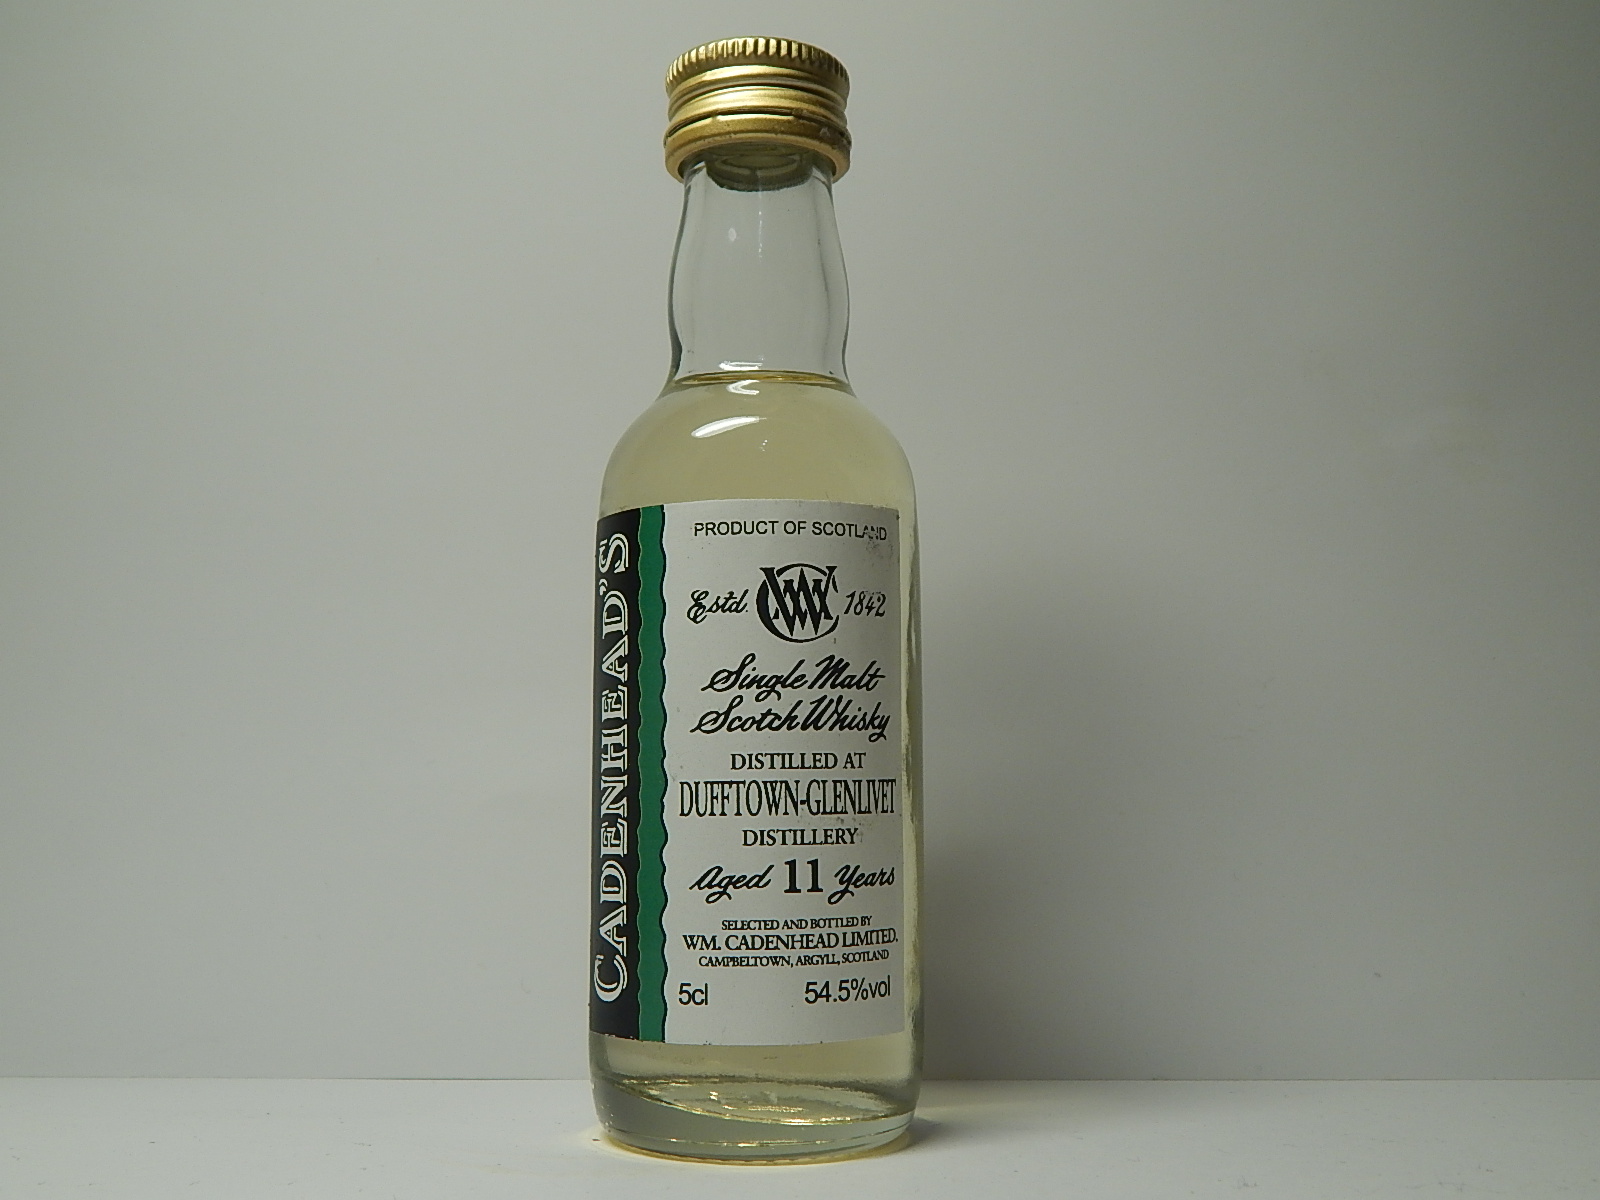 CADENHEAD'S
PRODUCT OF SCOTLAND
Estd. WC 1842
Single Malt
Scotch Whisky
DISTILLED AT
DUFFTOWN-GLENLIVET
DISTILLERY
Aged 11 Years
SELECTED AND BOTTLED BY
WM. CADENHEAD LIMITED.
CAMPBELTOWN, ARGYLL, SCOTLAND
5cl 54.5%vol